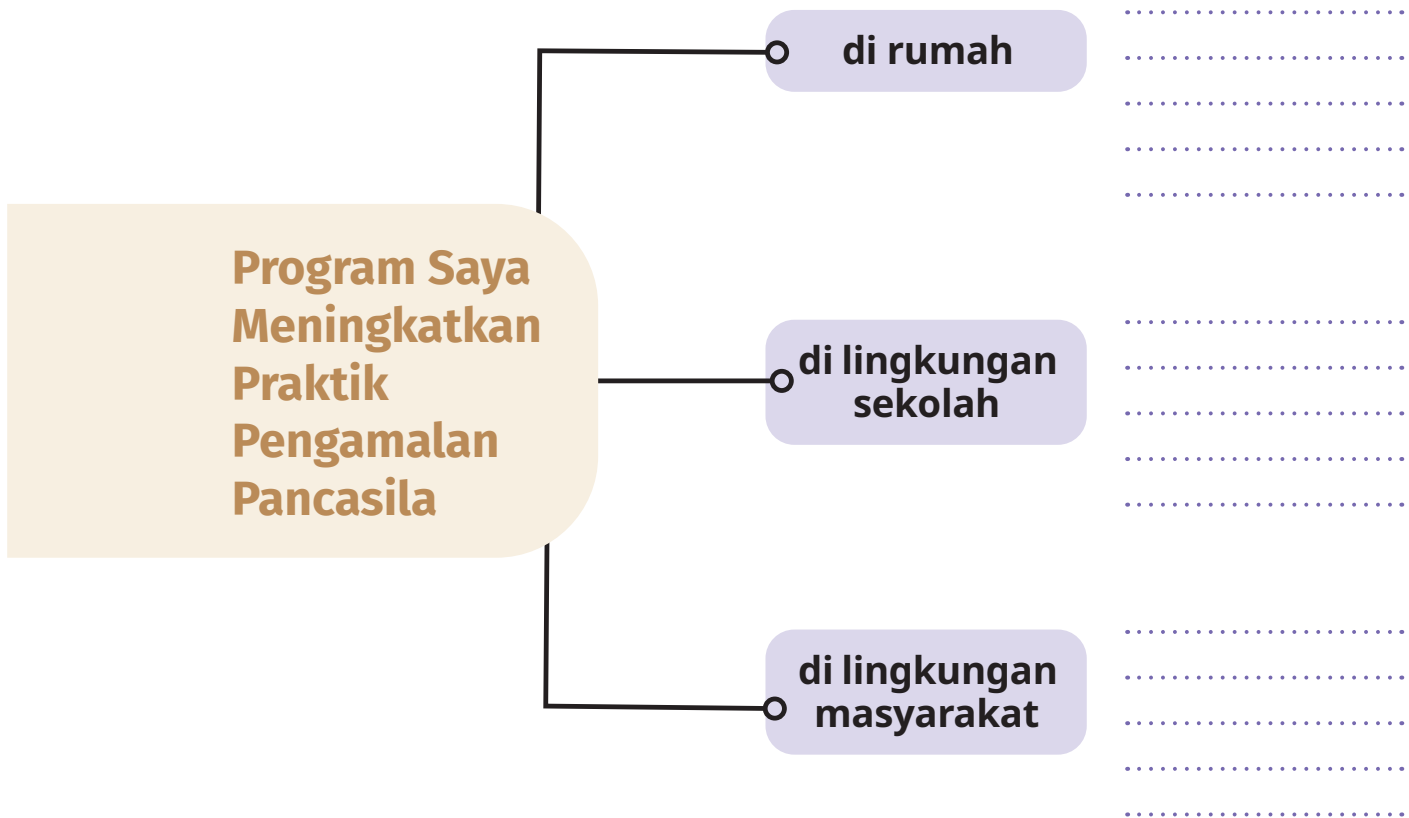 Program Saya
Meningkatkan
Praktik
Pengamalan
Pancasila
di rumah
di lingkungan
sekolah
di lingkungan
masyarakat